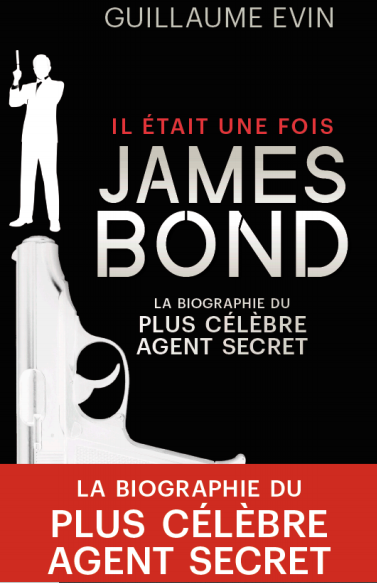 GUILLAUME EVIN
IL ÉTAIT UNE FOIS
JAMES
BOND
LA BIOGRAPHIE DU
PLUS CÉLÈBRE
AGENT SECRET
LA BIOGRAPHIE DU
PLUS CÉLÈBRE
AGENT SECRET